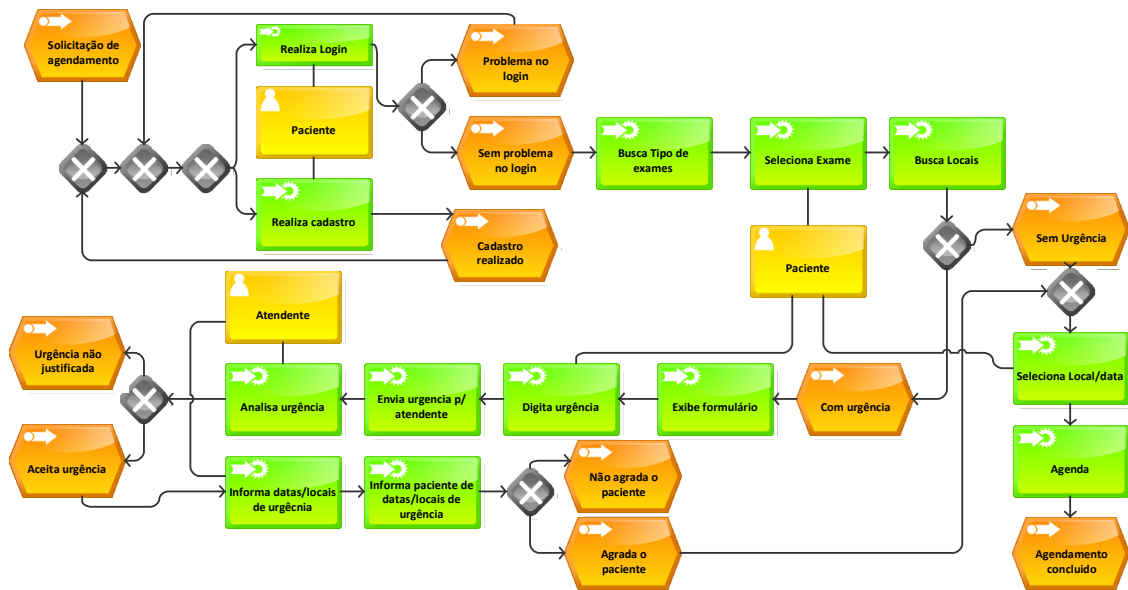 Solicitação de
agendamento
Realiza Login
Problema no
login
Paciente
Sem problema
no login
Busca Tipo de
exames
Seleciona Exame
Busca Locais
Realiza cadastro
Cadastro
realizado
Sem Urgência
Paciente
Atendente
Urgência não
justificada
Analisa urgência
Envia urgencia p/
atendente
Digita urgência
Exibe formulário
Com urgência
Seleciona Local/data
Aceita urgência
Informa datas/locais
de urgêcnia
Informa paciente de
datas/locais de
urgência
Não agrada o
paciente
Agenda
Agrada o
paciente
Agendamento
concluido